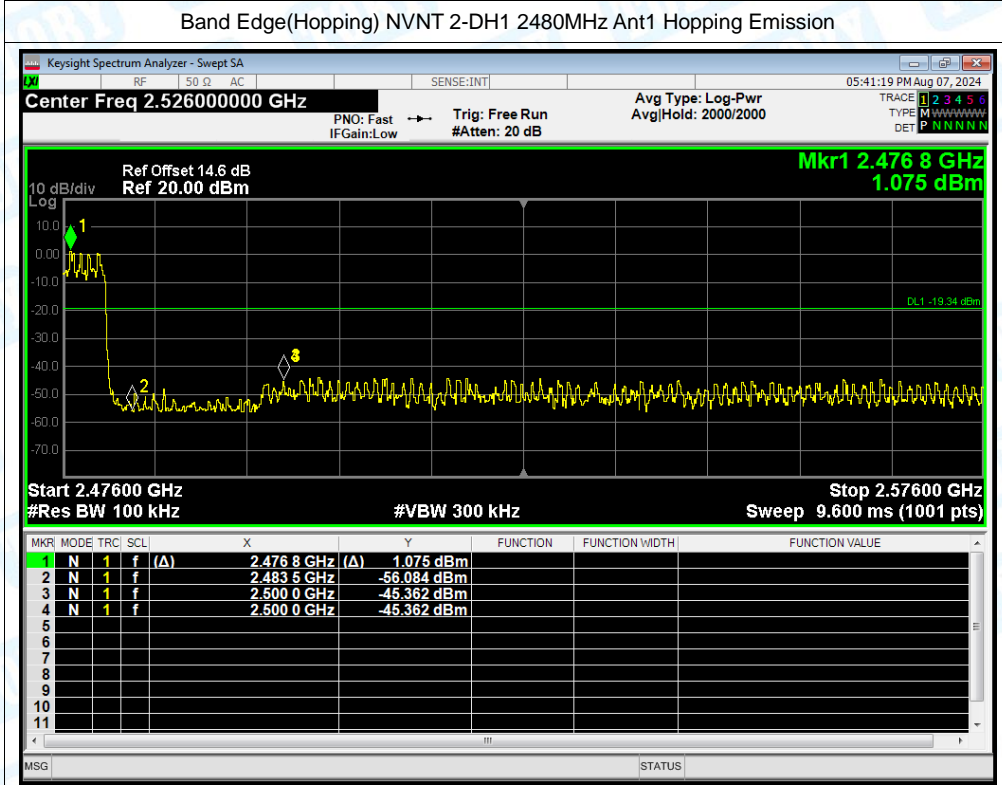 Band Edge(Hopping) NVNT 2-DH1 2480MHz Ant1 Hopping Emission
Keysight Spectrum Analyzer - Swept SA
LXI RF 50 Ω AC SENSE:INT 05:41:19 PM Aug 07, 2024
Center Freq 2.526000000 GHz
PNO: Fast
IFGain:Low
Trig: Free Run
#Atten: 20 dB
Avg Type: Log-Pwr
Avg|Hold: 2000/2000
TRACE 1 2 3 4 5 6
TYPE M WWWWW
DET P N N N N N
Mkr1 2.476 8 GHz
1.075 dBm
Ref Offset 14.6 dB
10 dB/div Ref 20.00 dBm
Log
10.0
0.00
-10.0
-20.0
-30.0
-40.0
-50.0
-60.0
-70.0
1
2
3
DL1 -19.34 dBm
Start 2.47600 GHz Stop 2.57600 GHz
#Res BW 100 kHz #VBW 300 kHz Sweep 9.600 ms (1001 pts)
MKR MODE TRC SCL X Y FUNCTION FUNCTION WIDTH FUNCTION VALUE
1 N 1 f (Δ) 2.476 8 GHz (Δ) 1.075 dBm
2 N 1 f 2.483 5 GHz -56.084 dBm
3 N 1 f 2.500 0 GHz -45.362 dBm
4 N 1 f 2.500 0 GHz -45.362 dBm
5
6
7
8
9
10
11
MSG STATUS